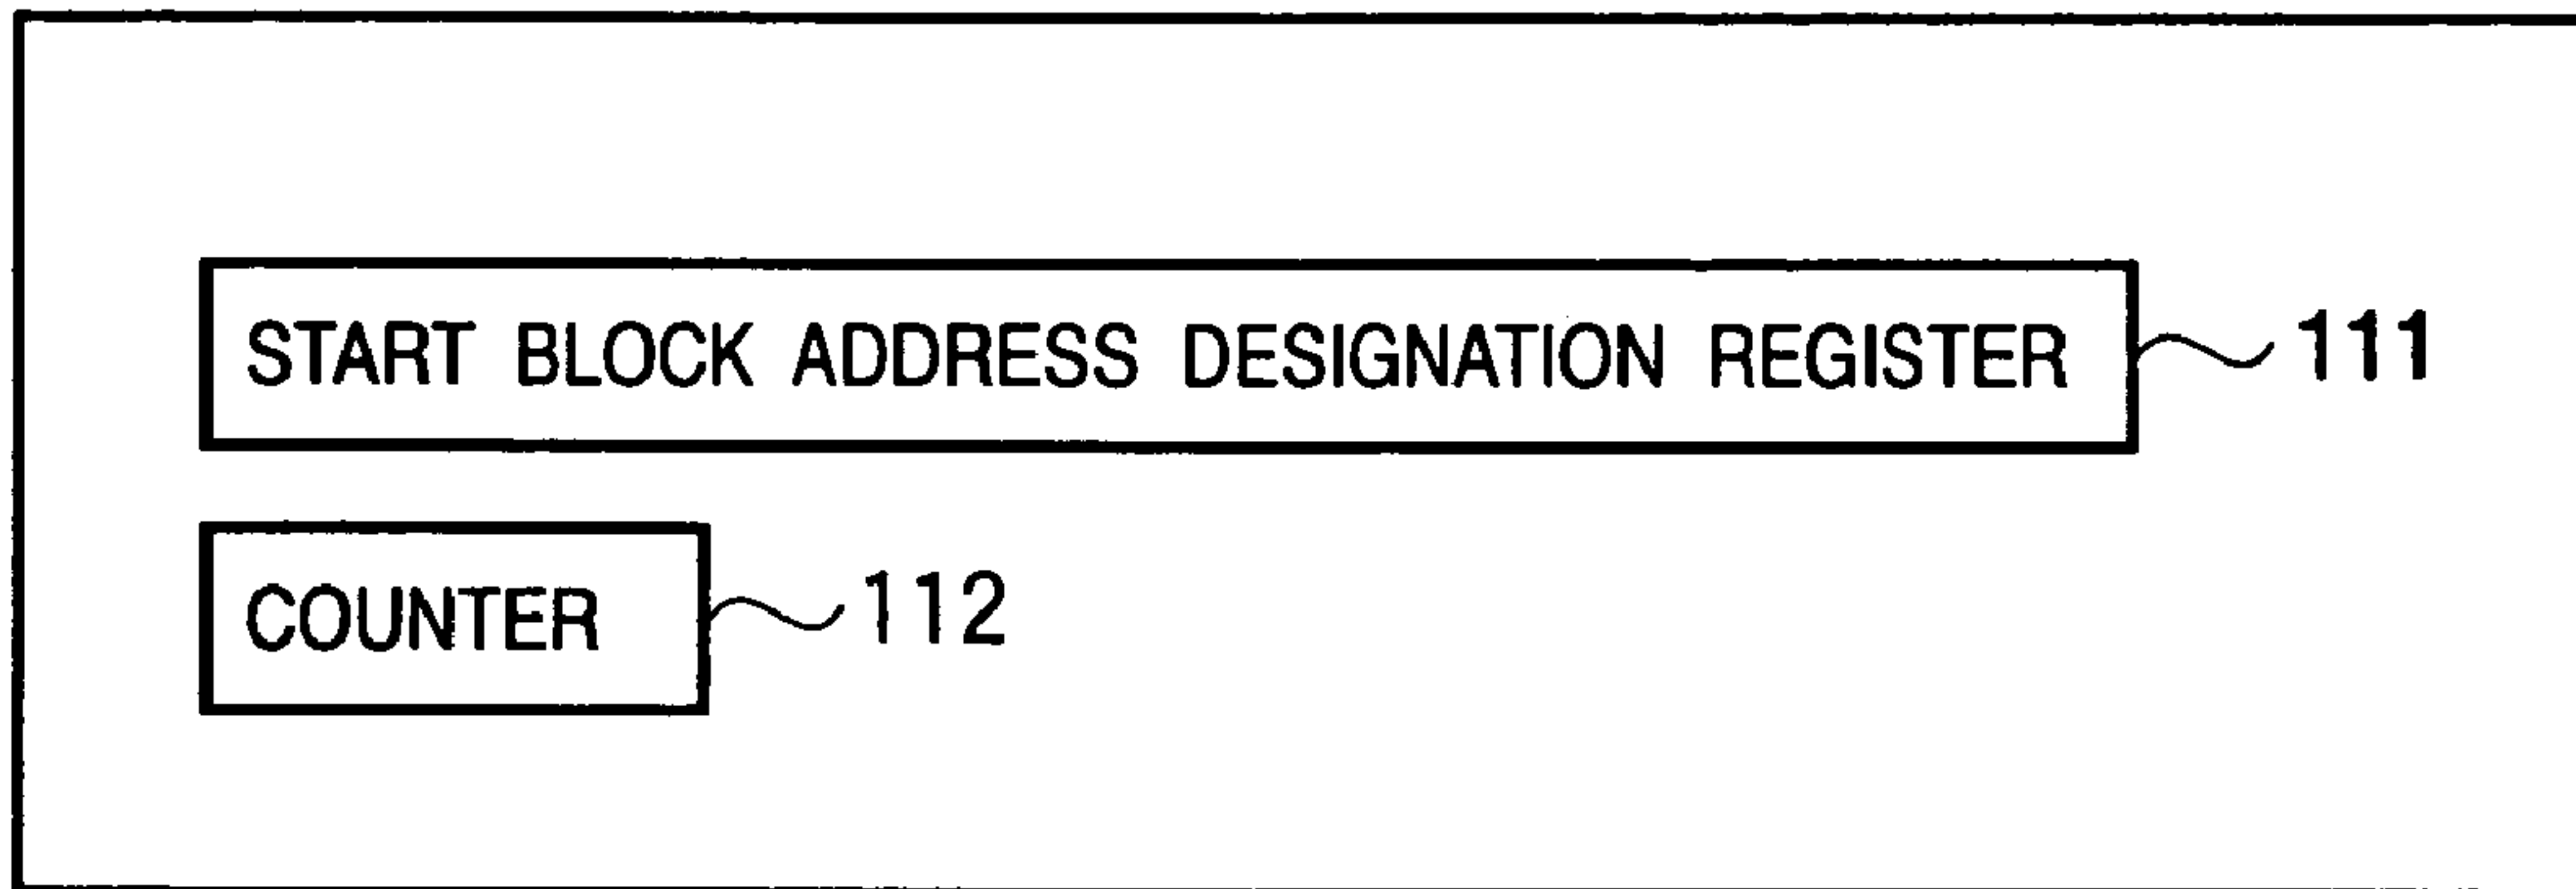 START BLOCK ADDRESS DESIGNATION REGISTER 111
COUNTER 112